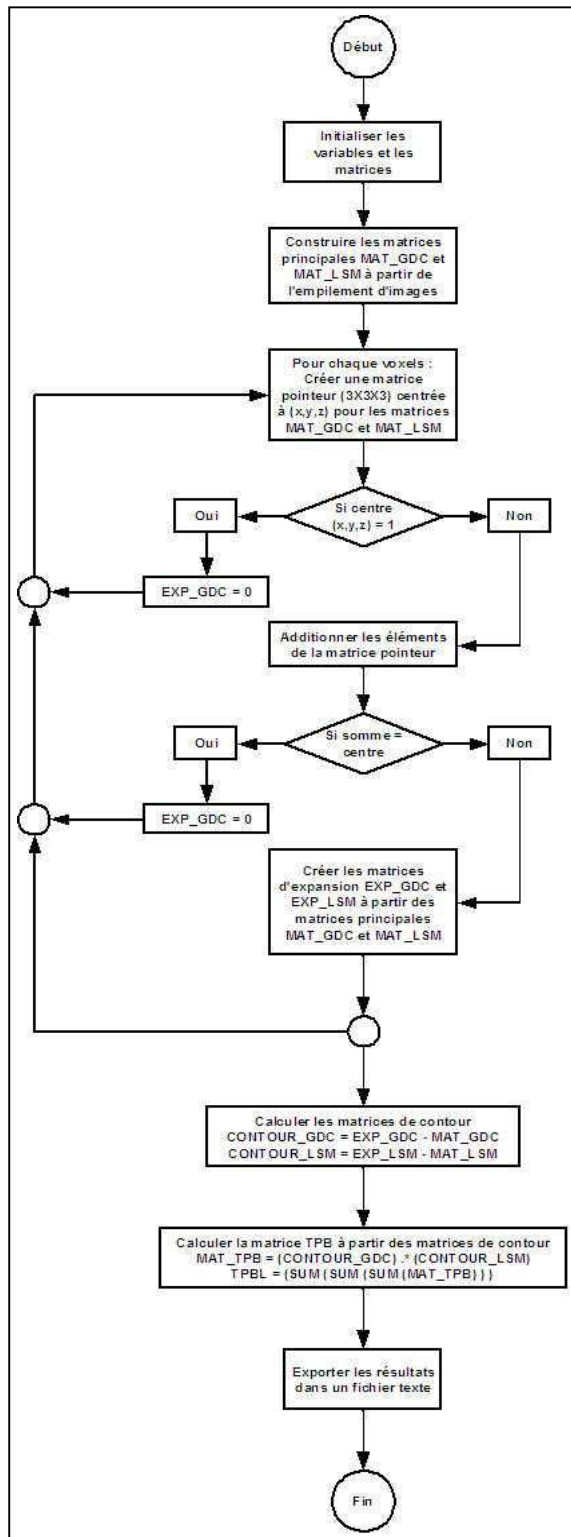 Début
Initialiser les
variables et les
matrices
Construire les matrices
principales MAT_GDC et
MAT_LSM à partir de
l'empilement d'images
Pour chaque voxels :
Créer une matrice
pointeur (3X3X3) centrée
à (x,y,z) pour les matrices
MAT_GDC et MAT_LSM
Si centre
(x,y,z) = 1
Oui
Non
EXP_GDC = 0
Additionner les éléments
de la matrice pointeur
Si somme =
centre
Oui
Non
EXP_GDC = 0
Créer les matrices
d'expansion EXP_GDC et
EXP_LSM à partir des
matrices principales
MAT_GDC et MAT_LSM
Calculer les matrices de contour
CONTOUR_GDC = EXP_GDC - MAT_GDC
CONTOUR_LSM = EXP_LSM - MAT_LSM
Calculer la matrice TPB à partir des matrices de contour
MAT_TPB = (CONTOUR_GDC) .* (CONTOUR_LSM)
TPBL = (SUM (SUM (SUM (MAT_TPB) ) )
Exporter les résultats
dans un fichier texte
Fin